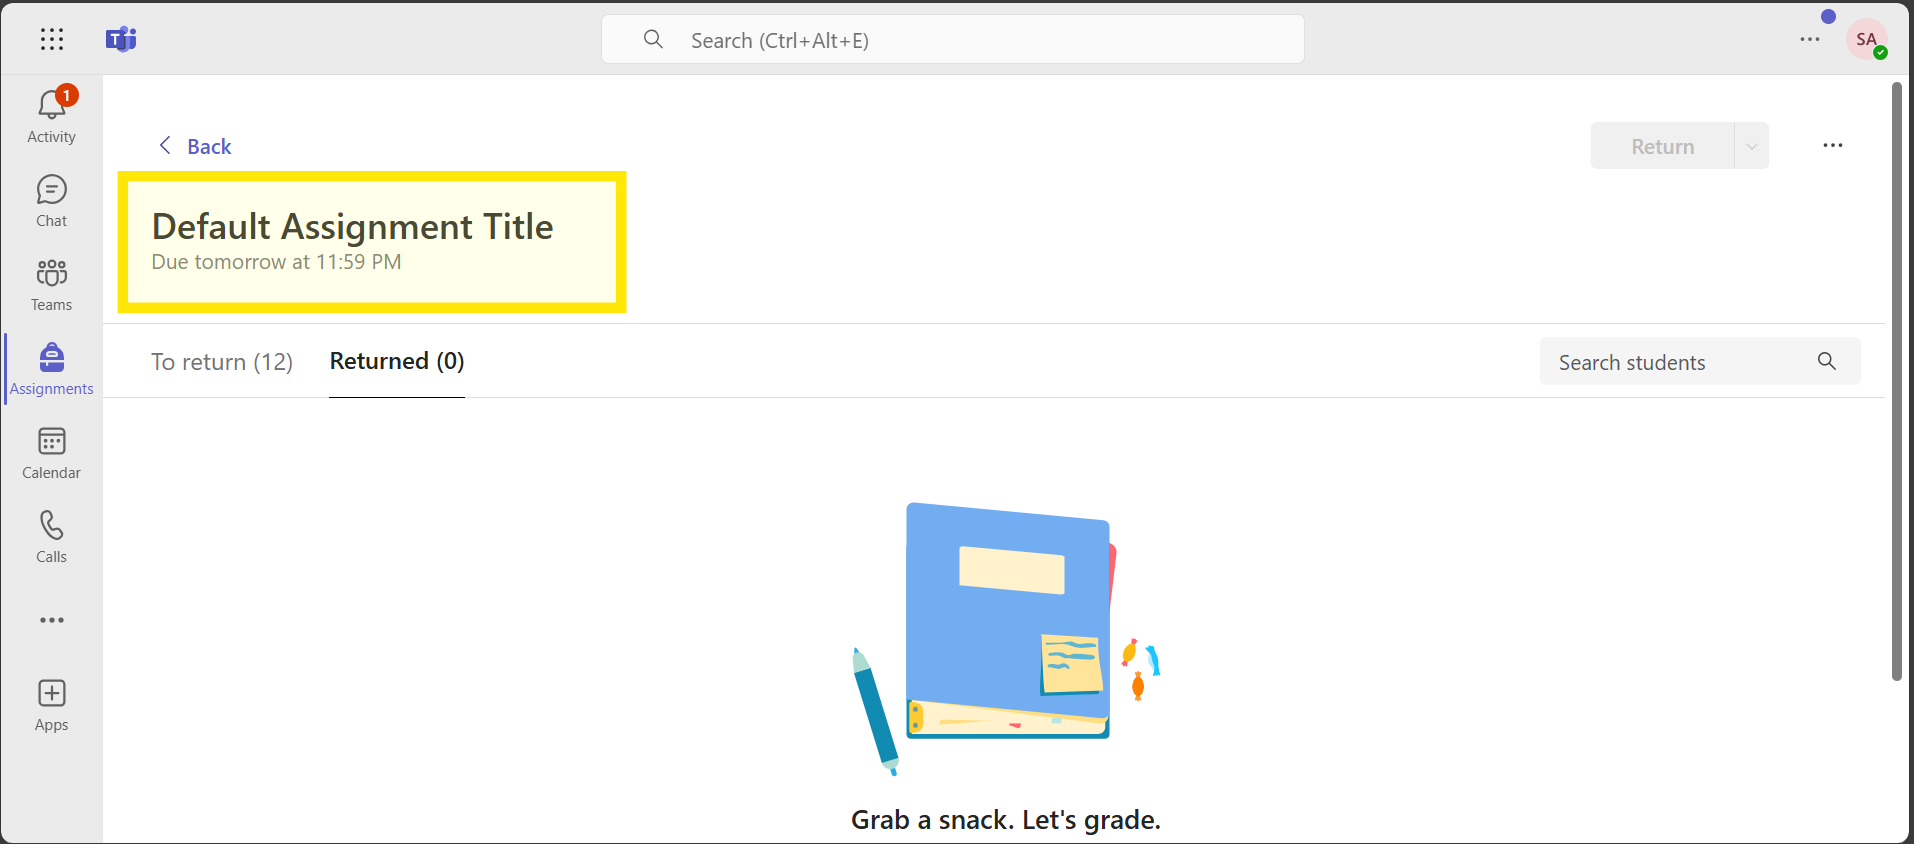 Search (Ctrl+Alt+E)
SA
1
Activity
Chat
Teams
Assignments
Calendar
Calls
Apps
Back
Return
Default Assignment Title
Due tomorrow at 11:59 PM
To return (12)
Returned (0)
Search students
Grab a snack. Let's grade.